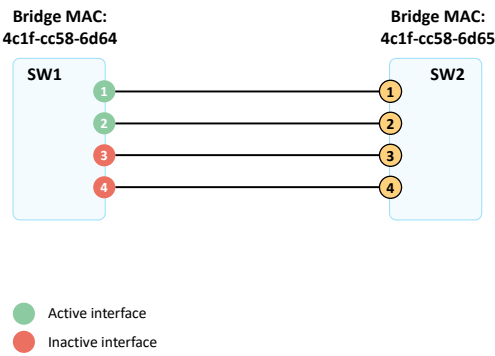 Bridge MAC:
4c1f-cc58-6d64
Bridge MAC:
4c1f-cc58-6d65
SW1
SW2
1
1
2
2
3
3
4
4
Active interface
Inactive interface